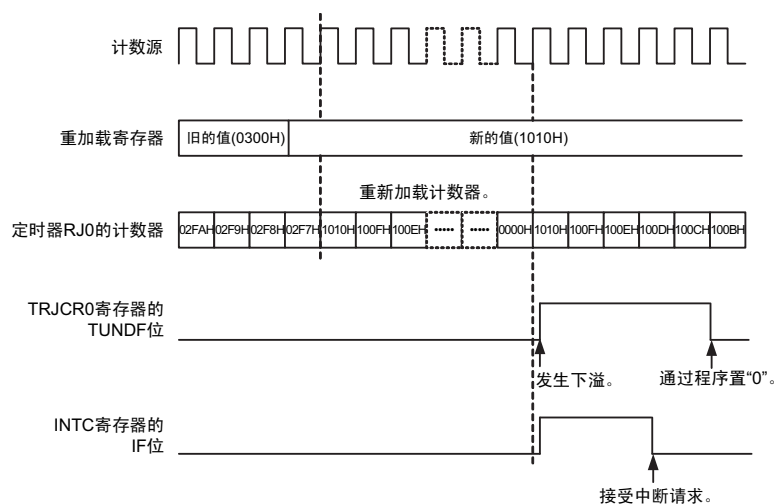 计数源
重加载寄存器
旧的值(0300H)
新的值(1010H)
重新加载计数器。
定时器RJ0的计数器
02FAH 02F9H 02F8H 02F7H 1010H 100FH 100EH ····· ····· 0000H 1010H 100FH 100EH 100DH 100CH 100BH
TRJCR0寄存器的
TUNDF位
发生下溢。
通过程序置“0”。
INTC寄存器的
IF位
接受中断请求。